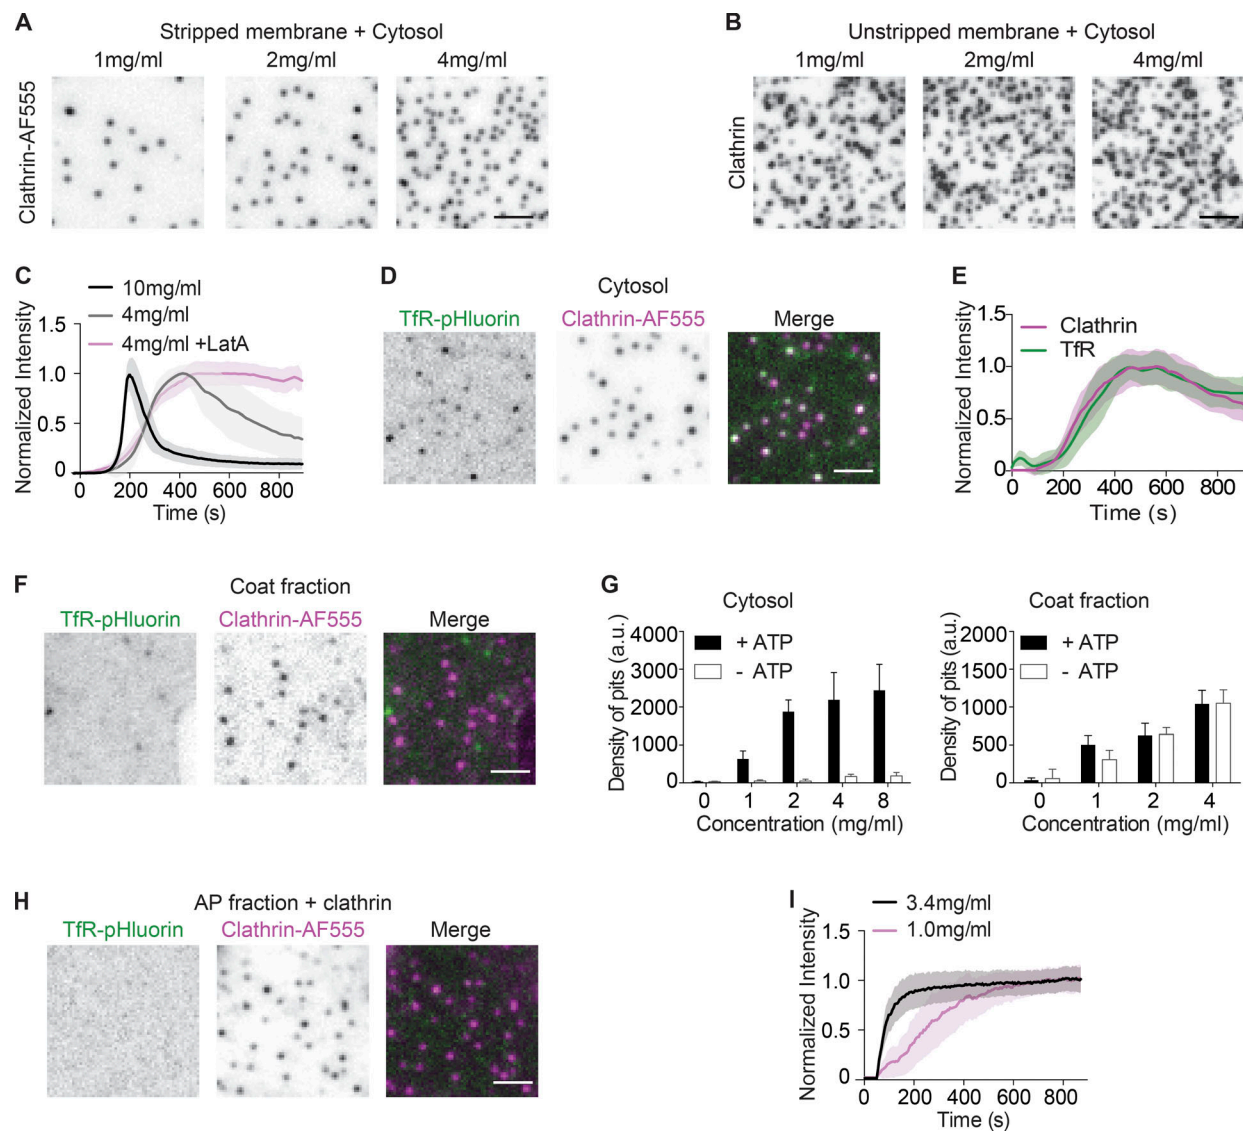 A
Stripped membrane + Cytosol
1mg/ml 2mg/ml 4mg/ml
Clathrin-AF555
B
Unstripped membrane + Cytosol
1mg/ml 2mg/ml 4mg/ml
Clathrin
C
10mg/ml
4mg/ml
4mg/ml +LatA
Normalized Intensity
1.5
1.0
0.5
0
0 200 400 600 800
Time (s)
D
Cytosol
TfR-pHluorin Clathrin-AF555 Merge
E
Clathrin
TfR
Normalized Intensity
1.5
1.0
0.5
0
0 200 400 600 800
Time (s)
F
Coat fraction
TfR-pHluorin Clathrin-AF555 Merge
G
Cytosol
+ ATP
- ATP
Density of pits (a.u.)
4000
3000
2000
1000
0
0 1 2 4 8
Concentration (mg/ml)
Coat fraction
+ ATP
- ATP
Density of pits (a.u.)
2000
1500
1000
500
0
0 1 2 4
Concentration (mg/ml)
H
AP fraction + clathrin
TfR-pHluorin Clathrin-AF555 Merge
I
3.4mg/ml
1.0mg/ml
Normalized Intensity
1.5
1.0
0.5
0
0 200 400 600 800
Time (s)